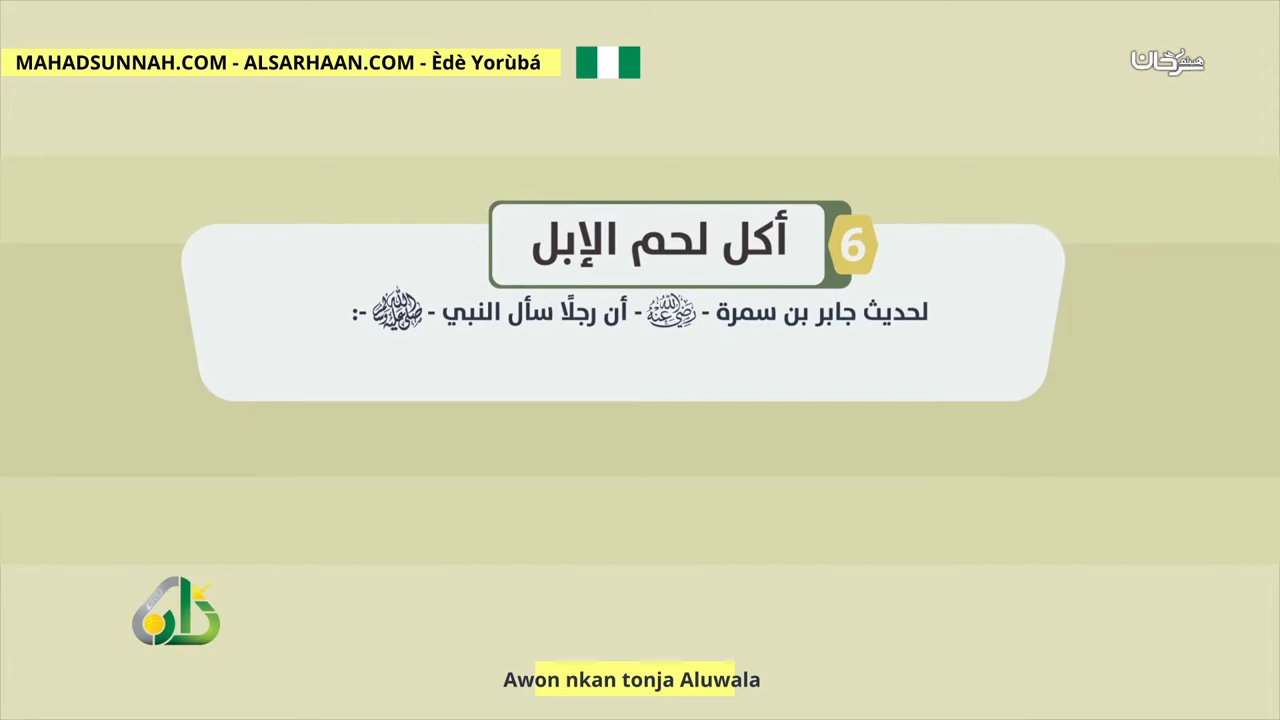 MAHADSUNNAH.COM - ALSARHAAN.COM - Èdè Yorùbá
أكل لحم الإبل
6
لحديث جابر بن سمرة - رضي الله عنه - أن رجلًا سأل النبي - ﷺ -:
Awon nkan tonja Aluwala